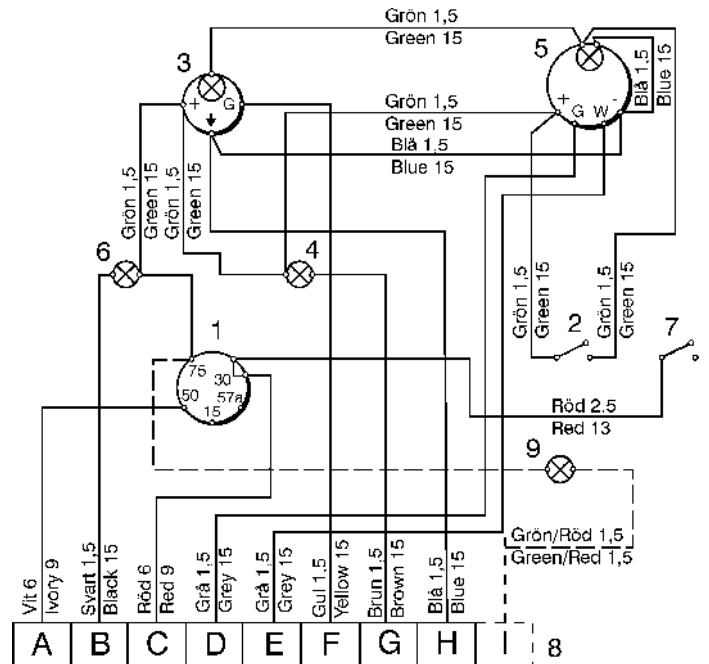 Grön 1,5
Green 15
3
5
+
G
Grön 1,5
Green 15
+
G
W
-
Blå 1,5
Blue 15
Blå 1,5
Blue 15
Grön 1,5
Green 15
Grön 1,5
Green 15
6
4
Grön 1,5
Green 15
2
Grön 1,5
Green 15
7
1
75
30
50
15
57a
Röd 2.5
Red 13
9
Grön/Röd 1,5
Green/Red 1,5
Vit 6
Ivory 9
Svart 1,5
Black 15
Röd 6
Red 9
Grå 1,5
Grey 15
Grå 1,5
Grey 15
Gul 1.5
Yellow 15
Brun 1,5
Brown 15
Blå 1,5
Blue 15
A B C D E F G H I 8